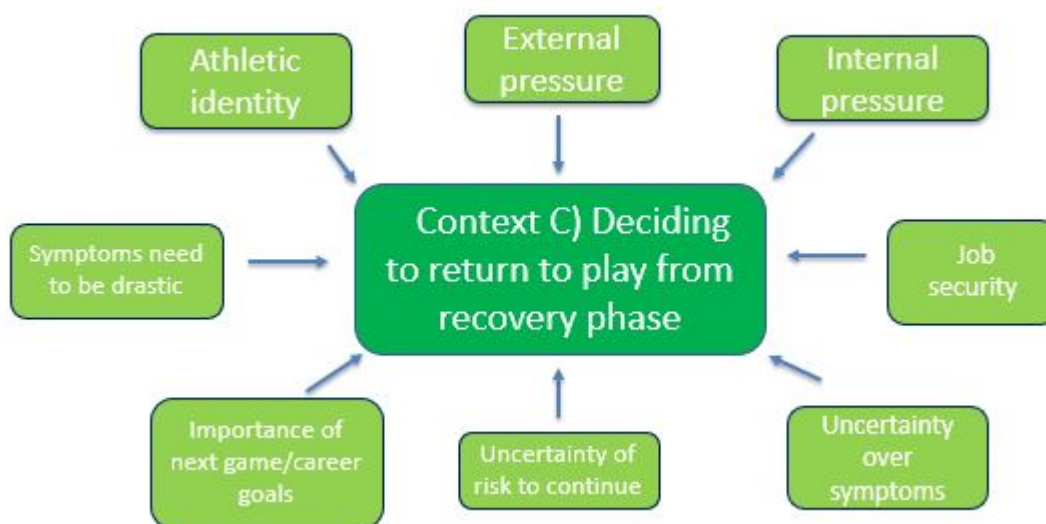 Athletic
identity
External
pressure
Internal
pressure
Symptoms need
to be drastic
Context C) Deciding
to return to play from
recovery phase
Job
security
Importance of
next game/career
goals
Uncertainty of
risk to continue
Uncertainty
over
symptoms